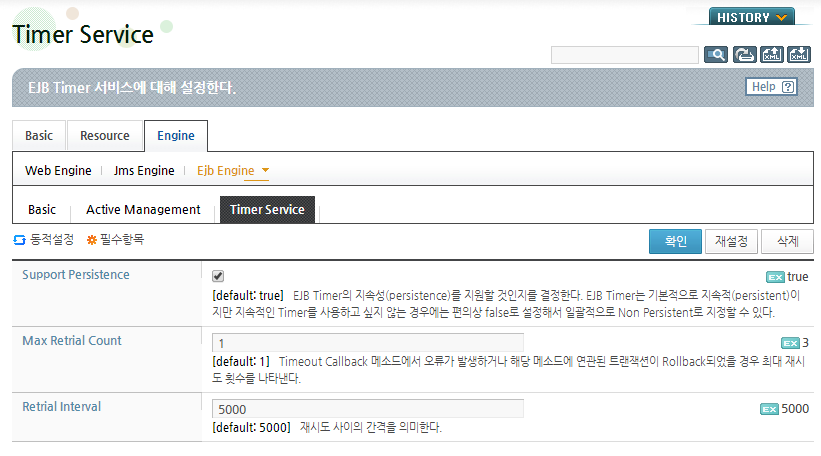 HISTORY
Timer Service
XML XML
EJB Timer 서비스에 대해 설정한다.
Help ?
Basic Resource Engine
Web Engine Jms Engine Ejb Engine
Basic Active Management Timer Service
동적설정 필수항목 확인 재설정 삭제
Support Persistence EX true
[default: true] EJB Timer의 지속성(persistence)를 지원할 것인지를 결정한다. EJB Timer는 기본적으로 지속적(persistent)이
지만 지속적인 Timer를 사용하고 싶지 않는 경우에는 편의상 false로 설정해서 일괄적으로 Non Persistent로 지정할 수 있다.
Max Retrial Count 1 EX 3
[default: 1] Timeout Callback 메소드에서 오류가 발생하거나 해당 메소드에 연관된 트랜잭션이 Rollback되었을 경우 최대 재시
도 횟수를 나타낸다.
Retrial Interval 5000 EX 5000
[default: 5000] 재시도 사이의 간격을 의미한다.